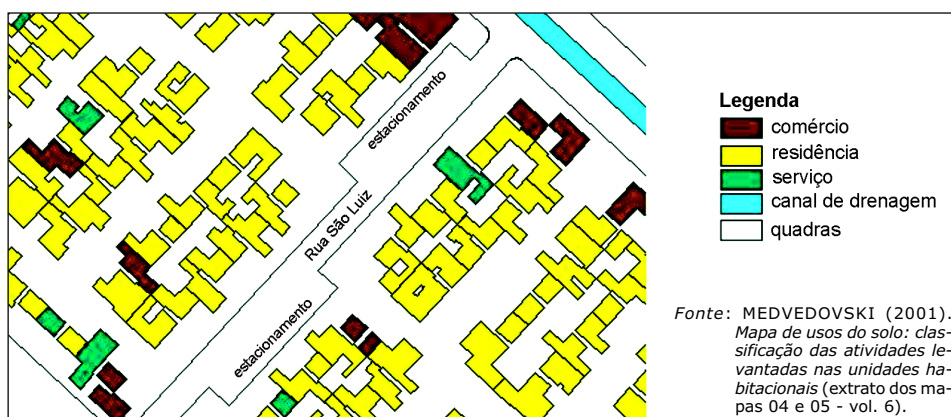 estacionamento
Rua São Luiz
estacionamento
Legenda
comércio
residência
serviço
canal de drenagem
quadras
Fonte: MEDVEDOVSKI (2001).
Mapa de usos do solo: clas-
sificação das atividades le-
vantadas nas unidades ha-
bitacionais (extrato dos ma-
pas 04 e 05 - vol. 6).